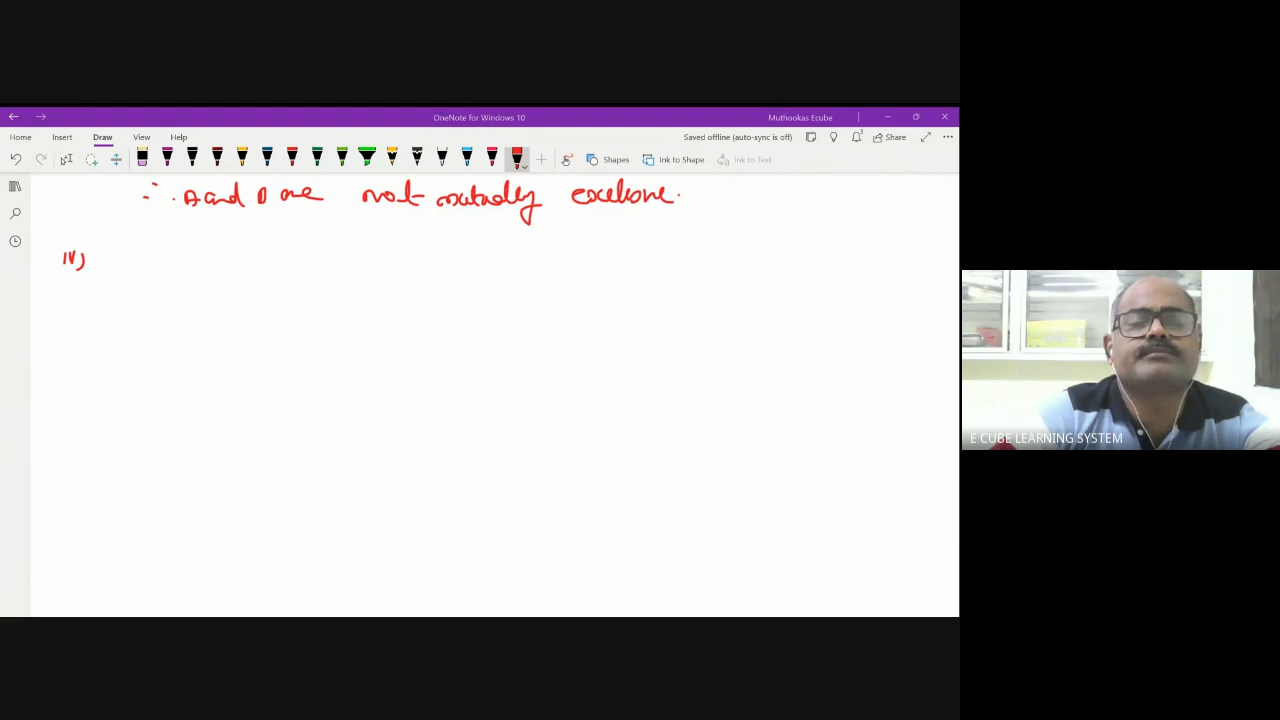 OneNote for Windows 10
Muthookas Ecube
Home Insert Draw View Help
Saved offline (auto-sync is off)
3
Share
Shapes
Ink to Shape
Ink to Text
∴ A and D are not mutually exclusive.
iv)
E CUBE LEARNING SYSTEM